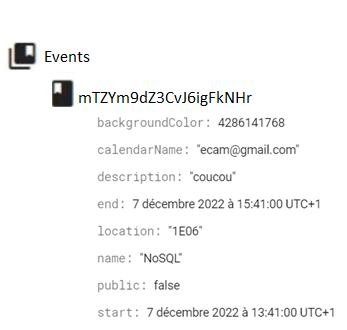 Events
mTZYm9dZ3CvJ6igFkNHr
backgroundColor: 4286141768
calendarName: "ecam@gmail.com"
description: "coucou"
end: 7 décembre 2022 à 15:41:00 UTC+1
location: "1E06"
name: "NoSQL"
public: false
start: 7 décembre 2022 à 13:41:00 UTC+1